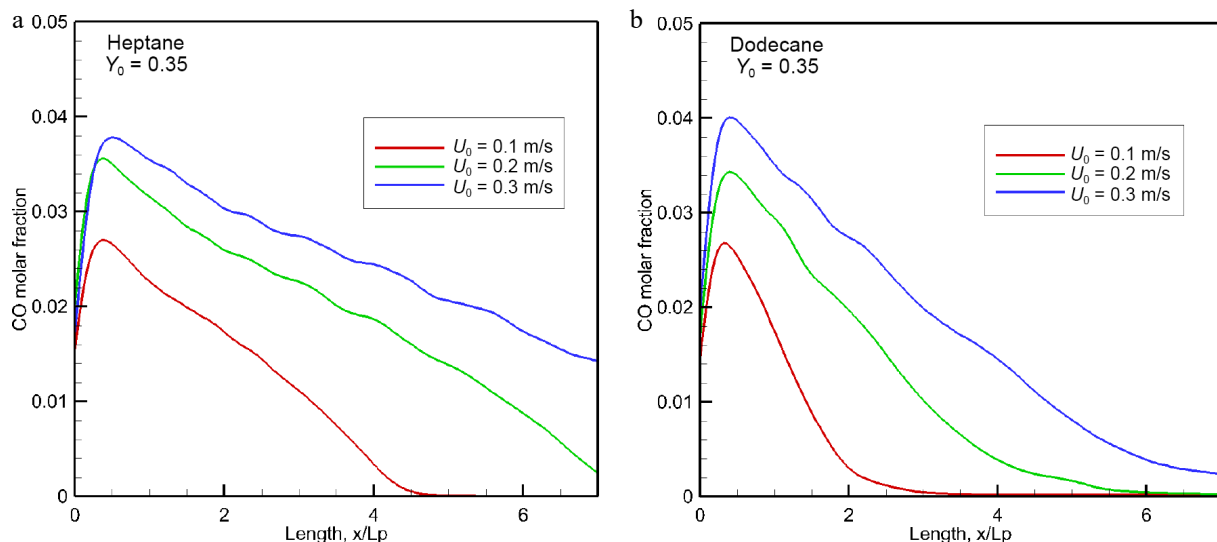 a
Heptane
Y0 = 0.35
U0 = 0.1 m/s
U0 = 0.2 m/s
U0 = 0.3 m/s
CO molar fraction
0.05
0.04
0.03
0.02
0.01
0
0
2
4
6
Length, x/Lp
b
Dodecane
Y0 = 0.35
U0 = 0.1 m/s
U0 = 0.2 m/s
U0 = 0.3 m/s
CO molar fraction
0.05
0.04
0.03
0.02
0.01
0
0
2
4
6
Length, x/Lp